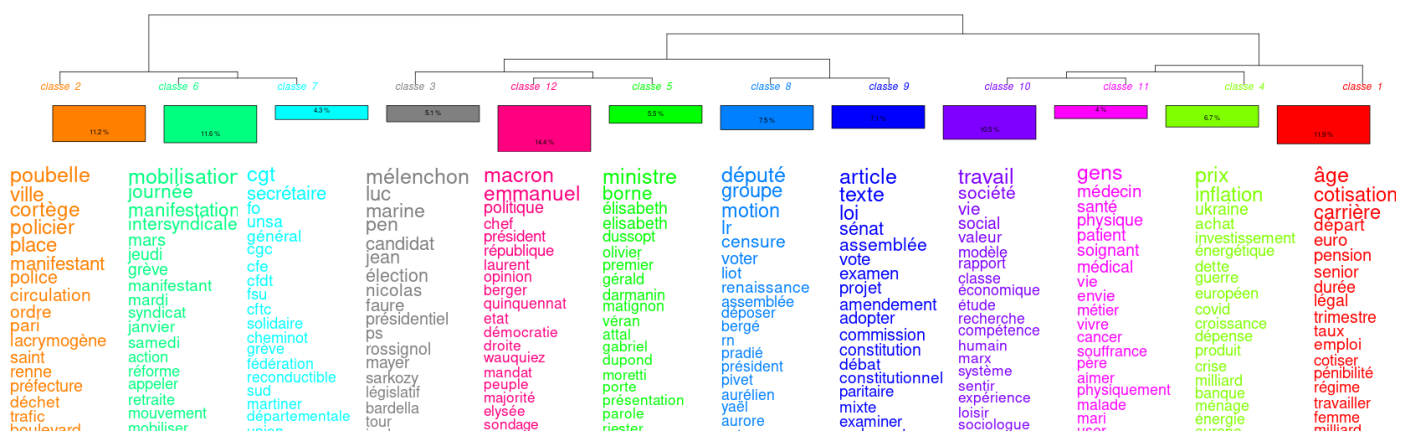 classe 2
classe 6
classe 7
classe 3
classe 12
classe 5
classe 8
classe 9
classe 10
classe 11
classe 4
classe 1
11.2 %
11.6 %
4.3 %
5.1 %
14.4 %
7.5 %
4 %
6.7 %
poubelle
ville
cortège
policier
place
manifestant
police
circulation
ordre
pari
lacrymogène
saint
renne
préfecture
déchet
trafic
boulevard
mobilisation
journée
manifestation
intersyndicale
mars
jeudi
grève
manifestant
mardi
syndicat
janvier
samedi
action
réforme
appeler
retraite
mouvement
mobiliser
cgt
secrétaire
fo
unsa
général
cgc
cfe
cfdt
fsu
cftc
solidaire
cheminot
grève
fédération
reconductible
sud
martiner
départementale
union
mélenchon
luc
marine
pen
candidat
jean
élection
nicolas
faure
présidentiel
ps
rossignol
mayer
sarkozy
législatif
bardella
tour
macron
emmanuel
politique
chef
président
république
laurent
opinion
berger
quinquennat
etat
démocratie
droite
wauquiez
mandat
peuple
majorité
elysée
sondage
ministre
borne
élisabeth
elisabeth
dussopt
olivier
premier
gérald
darmanin
matignon
véran
attal
gabriel
dupond
moretti
porte
présentation
parole
riester
député
groupe
motion
lr
censure
voter
liot
renaissance
assemblée
déposer
bergé
rn
pradié
président
pivet
aurélien
yaël
aurore
article
texte
loi
sénat
assemblée
vote
examen
projet
amendement
adopter
commission
constitution
débat
constitutionnel
paritaire
mixte
examiner
travail
société
vie
social
valeur
modèle
rapport
classe
économique
étude
recherche
compétence
humain
marx
système
sentir
expérience
loisir
sociologue
gens
médecin
santé
physique
patient
soignant
médical
vie
envie
métier
vivre
cancer
souffrance
père
aimer
physiquement
malade
mari
user
prix
inflation
ukraine
achat
investissement
énergétique
dette
guerre
européen
covid
croissance
dépense
produit
crise
milliard
banque
ménage
énergie
europe
âge
cotisation
carrière
départ
euro
pension
senior
durée
légal
trimestre
taux
emploi
cotiser
pénibilité
régime
travailler
femme
milliard